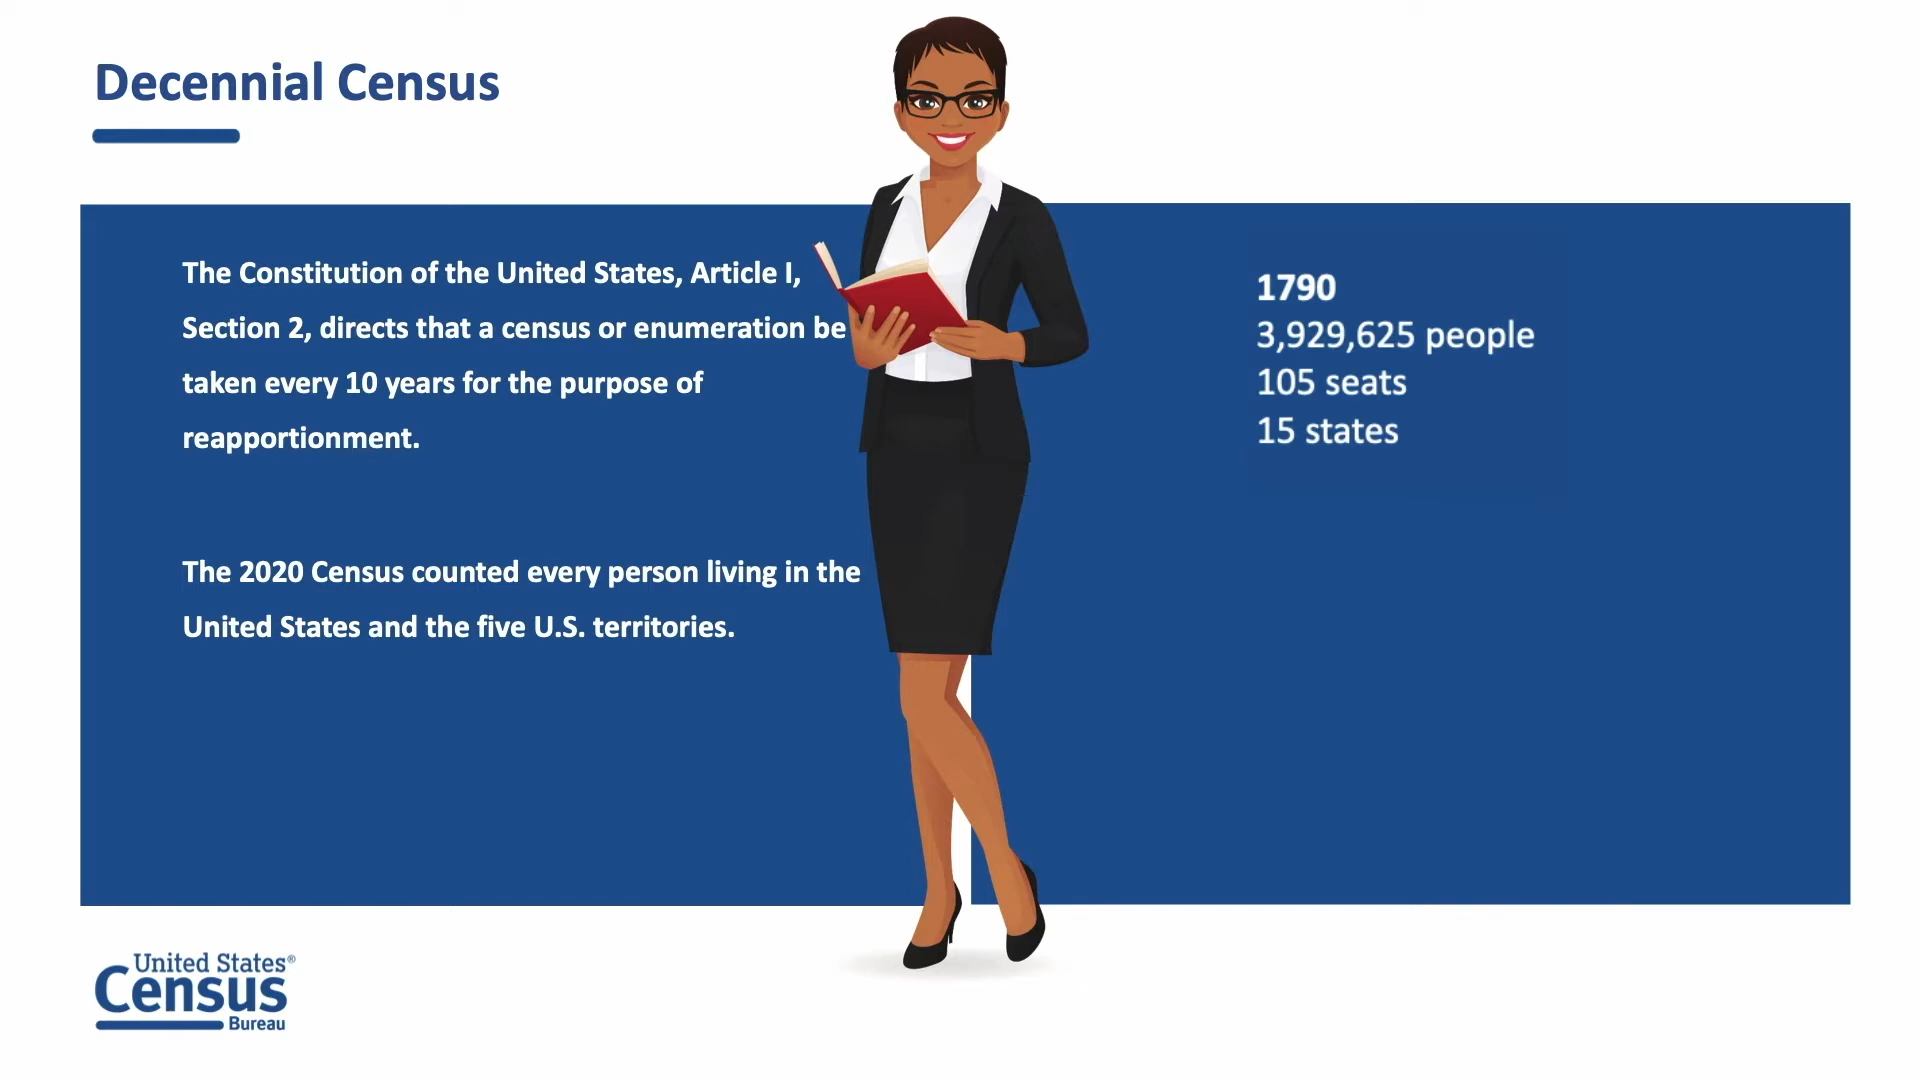 Decennial Census
The Constitution of the United States, Article I,
Section 2, directs that a census or enumeration be
taken every 10 years for the purpose of
reapportionment.
The 2020 Census counted every person living in the
United States and the five U.S. territories.
1790
3,929,625 people
105 seats
15 states
United States®
Census
Bureau